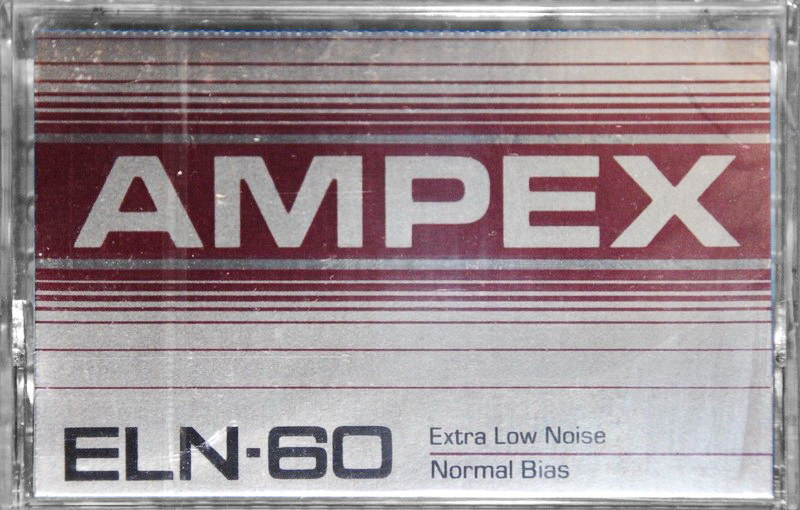 AMPEX
ELN·60
Extra Low Noise
Normal Bias